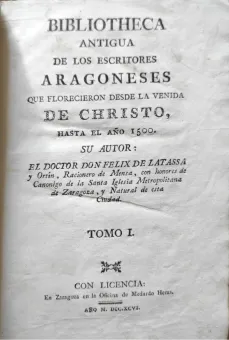 BIBLIOTHECA
ANTIGUA
DE LOS ESCRITORES
ARAGONESES
QUE FLORECIERON DESDE LA VENIDA
DE CHRISTO,
HASTA EL AÑO 1500.
SU AUTOR:
EL DOCTOR DON FELIX DE LATASSA
y Ortin, Racionero de Mensa, con honores de
Canonigo de la Santa Iglesia Metropolitana
de Zaragoza, y Natural de esta
Ciudad.
TOMO I.
CON LICENCIA:
En Zaragoza en la Oficina de Medardo Heras.
AÑO M. DCC.XCVI.